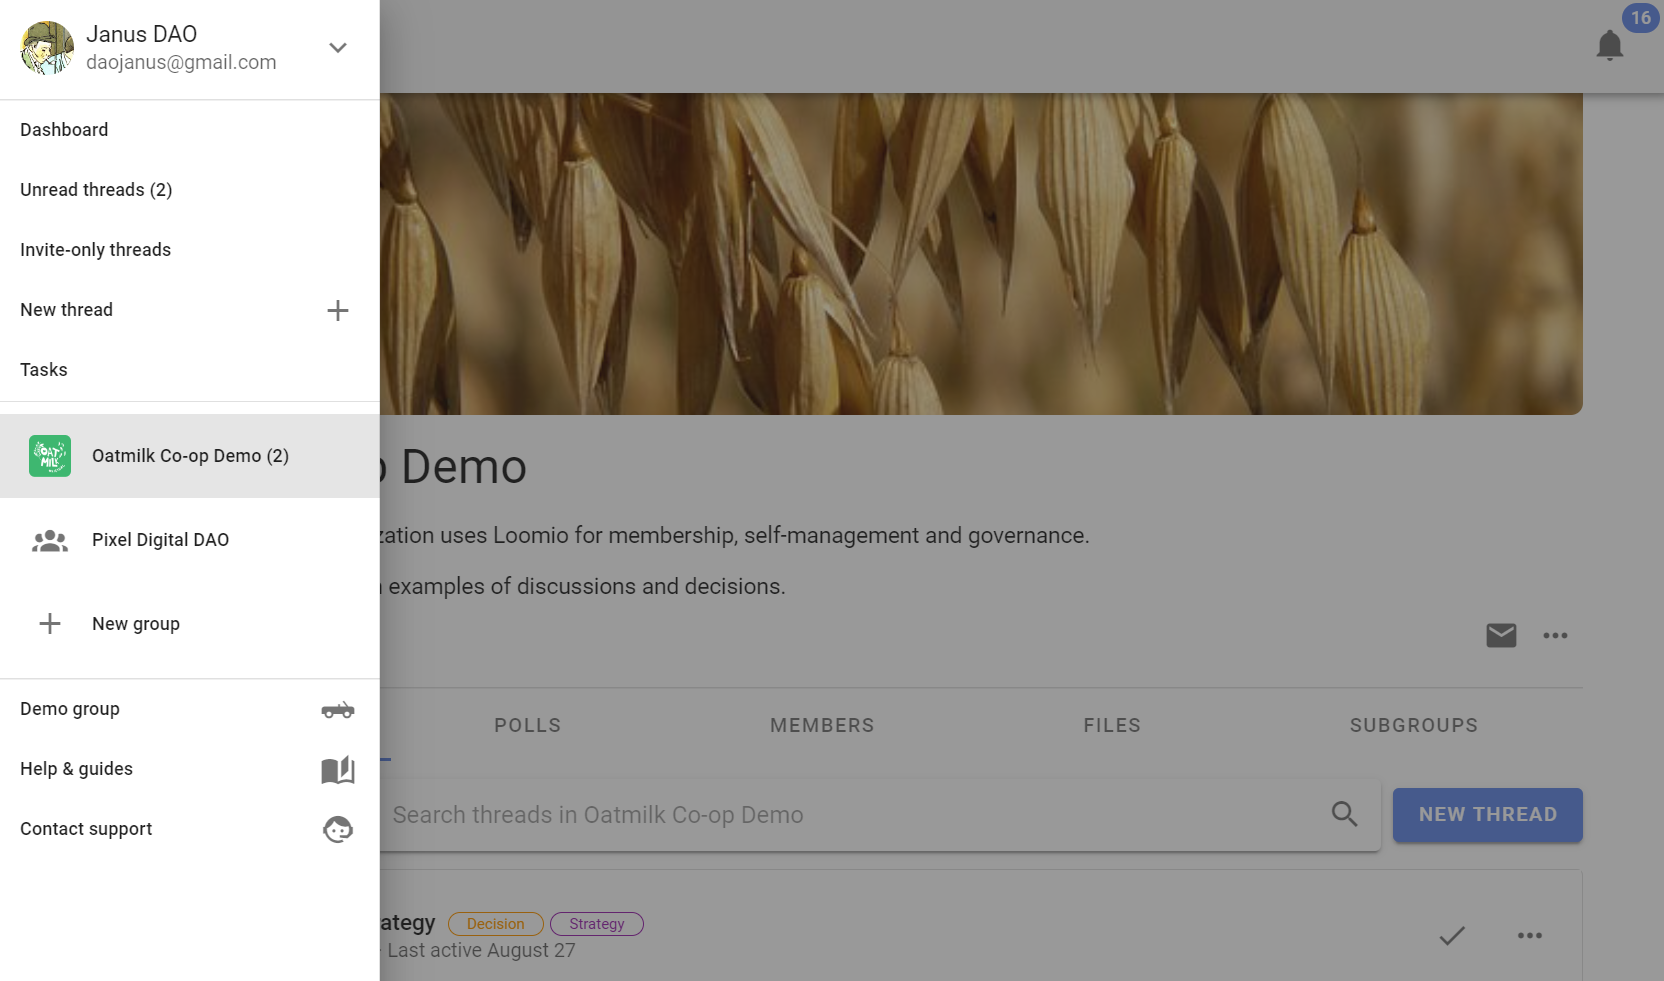 Janus DAO
daojanus@gmail.com
16
Dashboard
Unread threads (2)
Invite-only threads
New thread
Tasks
OAT
MILK
Oatmilk Co-op Demo (2)
Pixel Digital DAO
New group
Demo group
Help & guides
Contact support
Demo
zation uses Loomio for membership, self-management and governance.
examples of discussions and decisions.
POLLS MEMBERS FILES SUBGROUPS
Search threads in Oatmilk Co-op Demo
NEW THREAD
ategy Decision Strategy
· Last active August 27